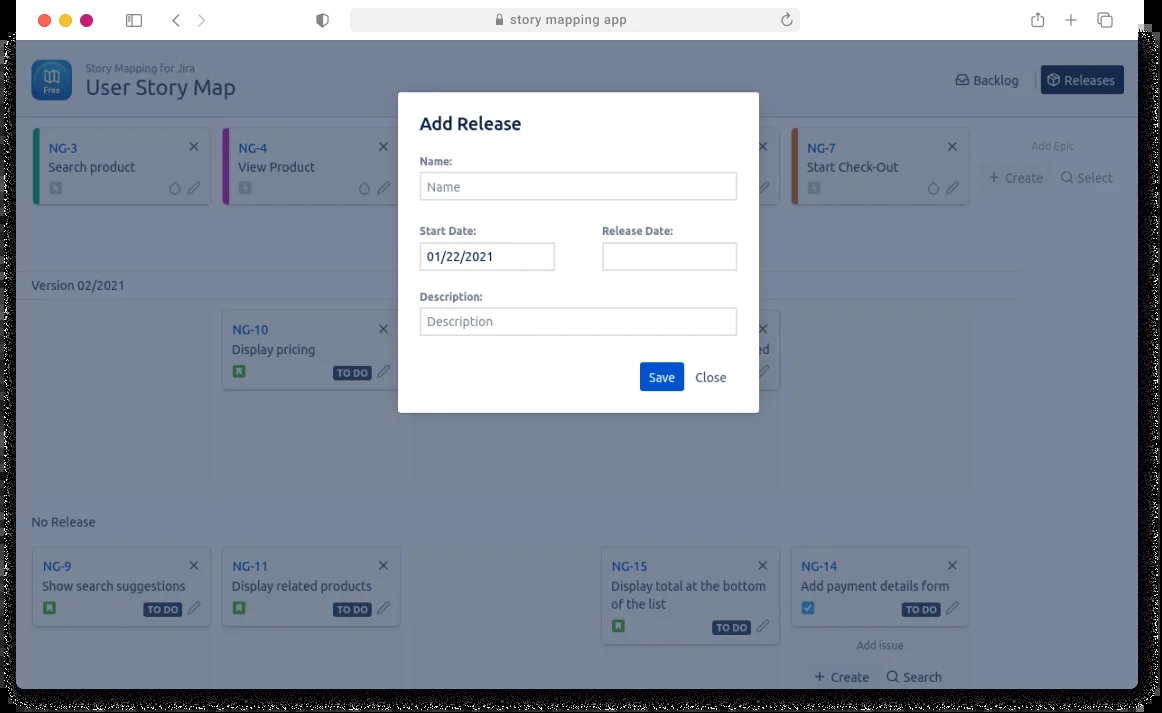 story mapping app
Free
Story Mapping for Jira
User Story Map
Backlog
Releases
NG-3
Search product
NG-4
View Product
NG-7
Start Check-Out
Add Epic
Create
Select
Add Release
Name:
Name
Start Date:
Release Date:
01/22/2021
Description:
Description
Save
Close
Version 02/2021
NG-10
Display pricing
TO DO
ed
No Release
NG-9
Show search suggestions
TO DO
NG-11
Display related products
TO DO
NG-15
Display total at the bottom
of the list
TO DO
NG-14
Add payment details form
TO DO
Add issue
Create
Search